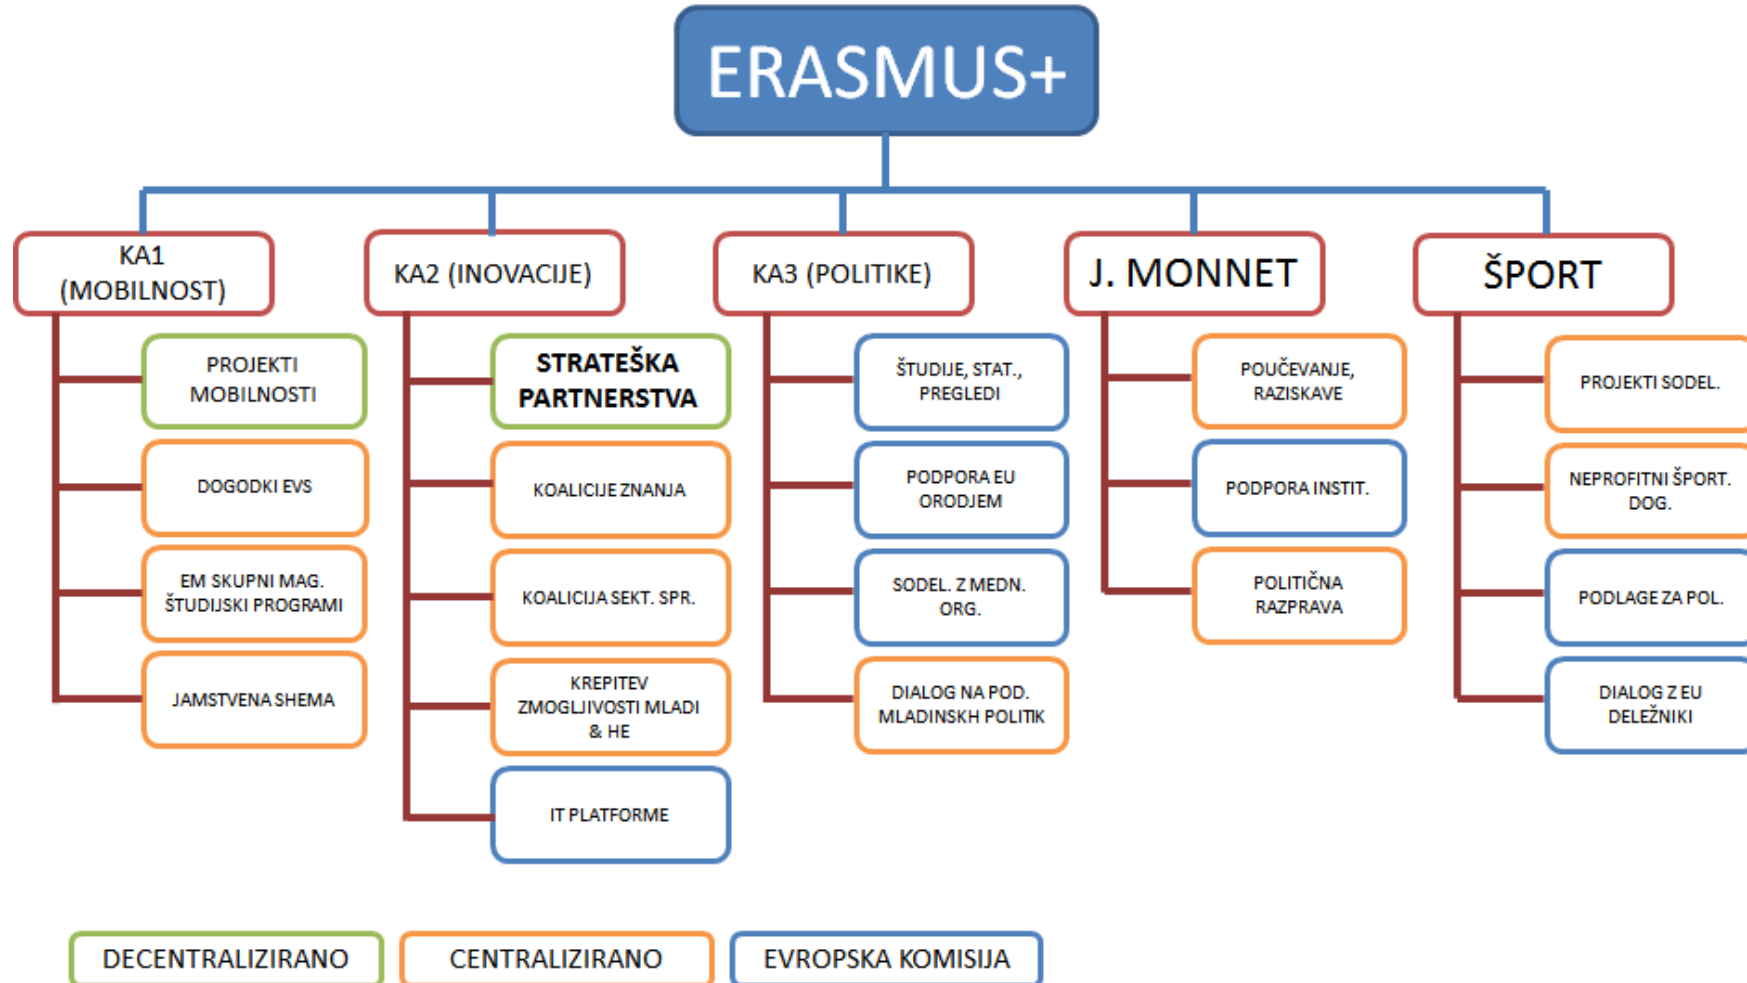 ERASMUS+
KA1
(MOBILNOST)
PROJEKTI
MOBILNOSTI
DOGODKI EVS
EM SKUPNI MAG.
ŠTUDIJSKI PROGRAMI
JAMSTVENA SHEMA
KA2 (INOVACIJE)
STRATEŠKA
PARTNERSTVA
KOALICIJE ZNANJA
KOALICIJA SEKT. SPR.
KREPITEV
ZMOGLJIVOSTI MLADI
& HE
IT PLATFORME
KA3 (POLITIKE)
ŠTUDIJE, STAT.,
PREGLEDI
PODPORA EU
ORODJEM
SODEL. Z MEDN.
ORG.
DIALOG NA POD.
MLADINSKH POLITIK
J. MONNET
POUČEVANJE,
RAZISKAVE
PODPORA INSTIT.
POLITIČNA
RAZPRAVA
ŠPORT
PROJEKTI SODEL.
NEPROFITNI ŠPORT.
DOG.
PODLAGE ZA POL.
DIALOG Z EU
DELEŽNIKI
DECENTRALIZIRANO
CENTRALIZIRANO
EVROPSKA KOMISIJA